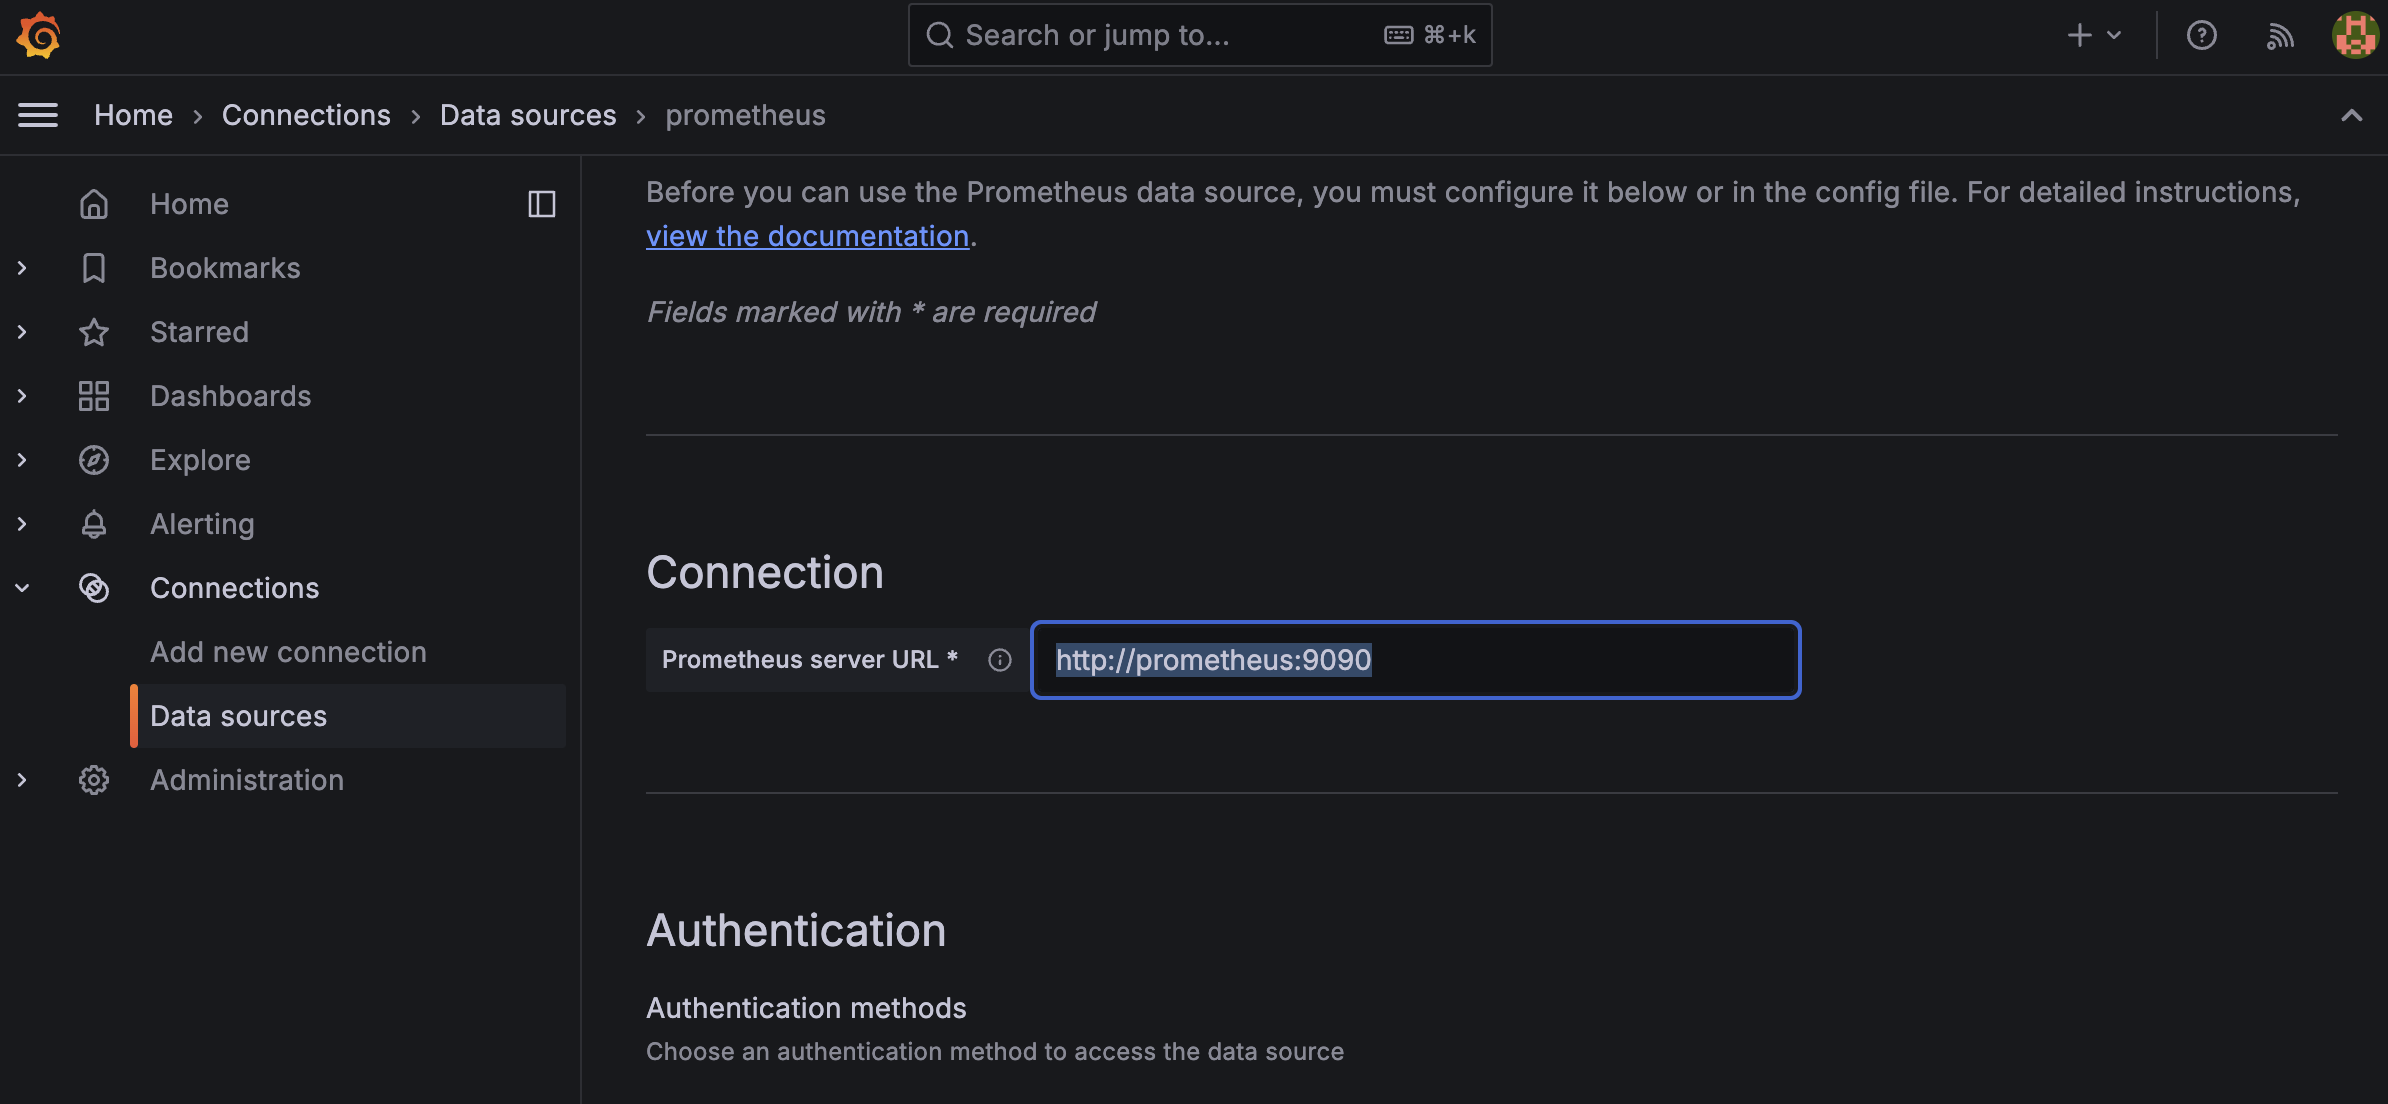 Search or jump to...
⌘+k
Home › Connections › Data sources › prometheus
Home
Bookmarks
Starred
Dashboards
Explore
Alerting
Connections
Add new connection
Data sources
Administration
Before you can use the Prometheus data source, you must configure it below or in the config file. For detailed instructions,
view the documentation.
Fields marked with * are required
Connection
Prometheus server URL *
http://prometheus:9090
Authentication
Authentication methods
Choose an authentication method to access the data source